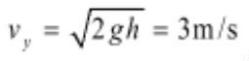 v_y = √2gh = 3m/s